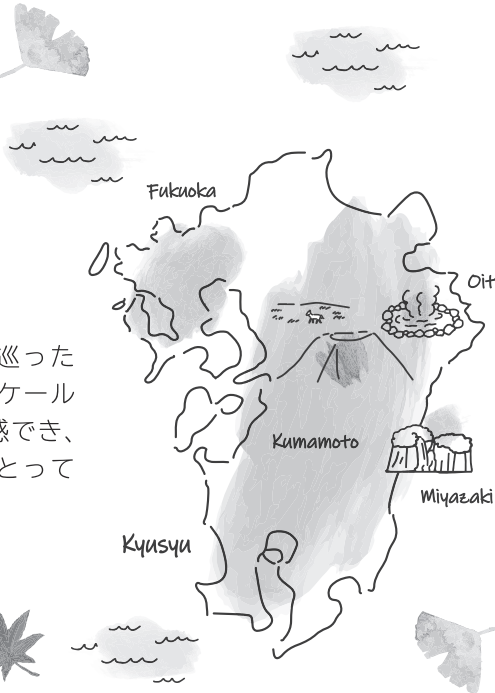 Fukuoka
Oit
巡った
ケール
感でき、
とって
Kumamoto
Miyazaki
Kyusyu